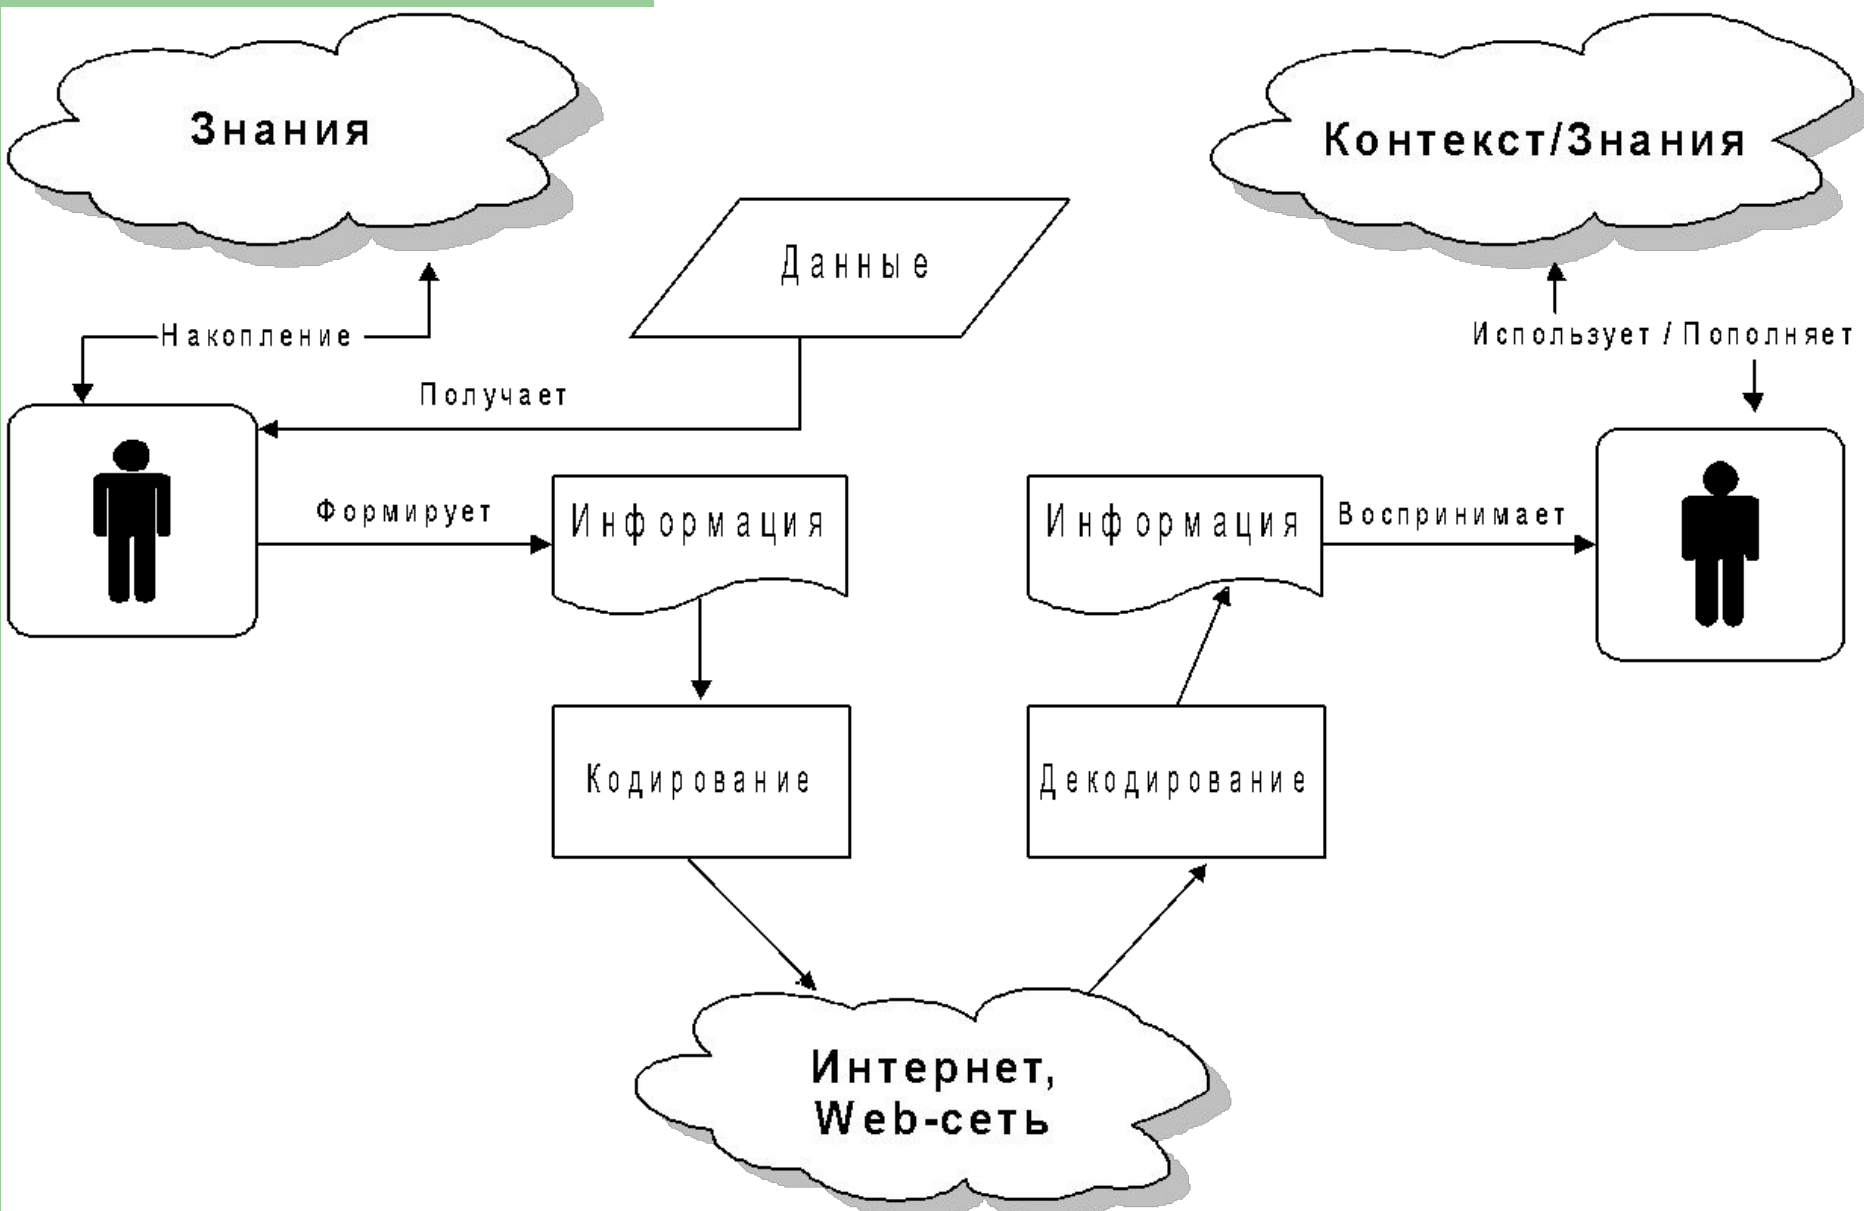 Знания
Контекст/Знания
Данные
Накопление
Использует / Пополняет
Получает
Формирует
Информация
Информация
Воспринимает
Кодирование
Декодирование
Интернет,
Web-сеть